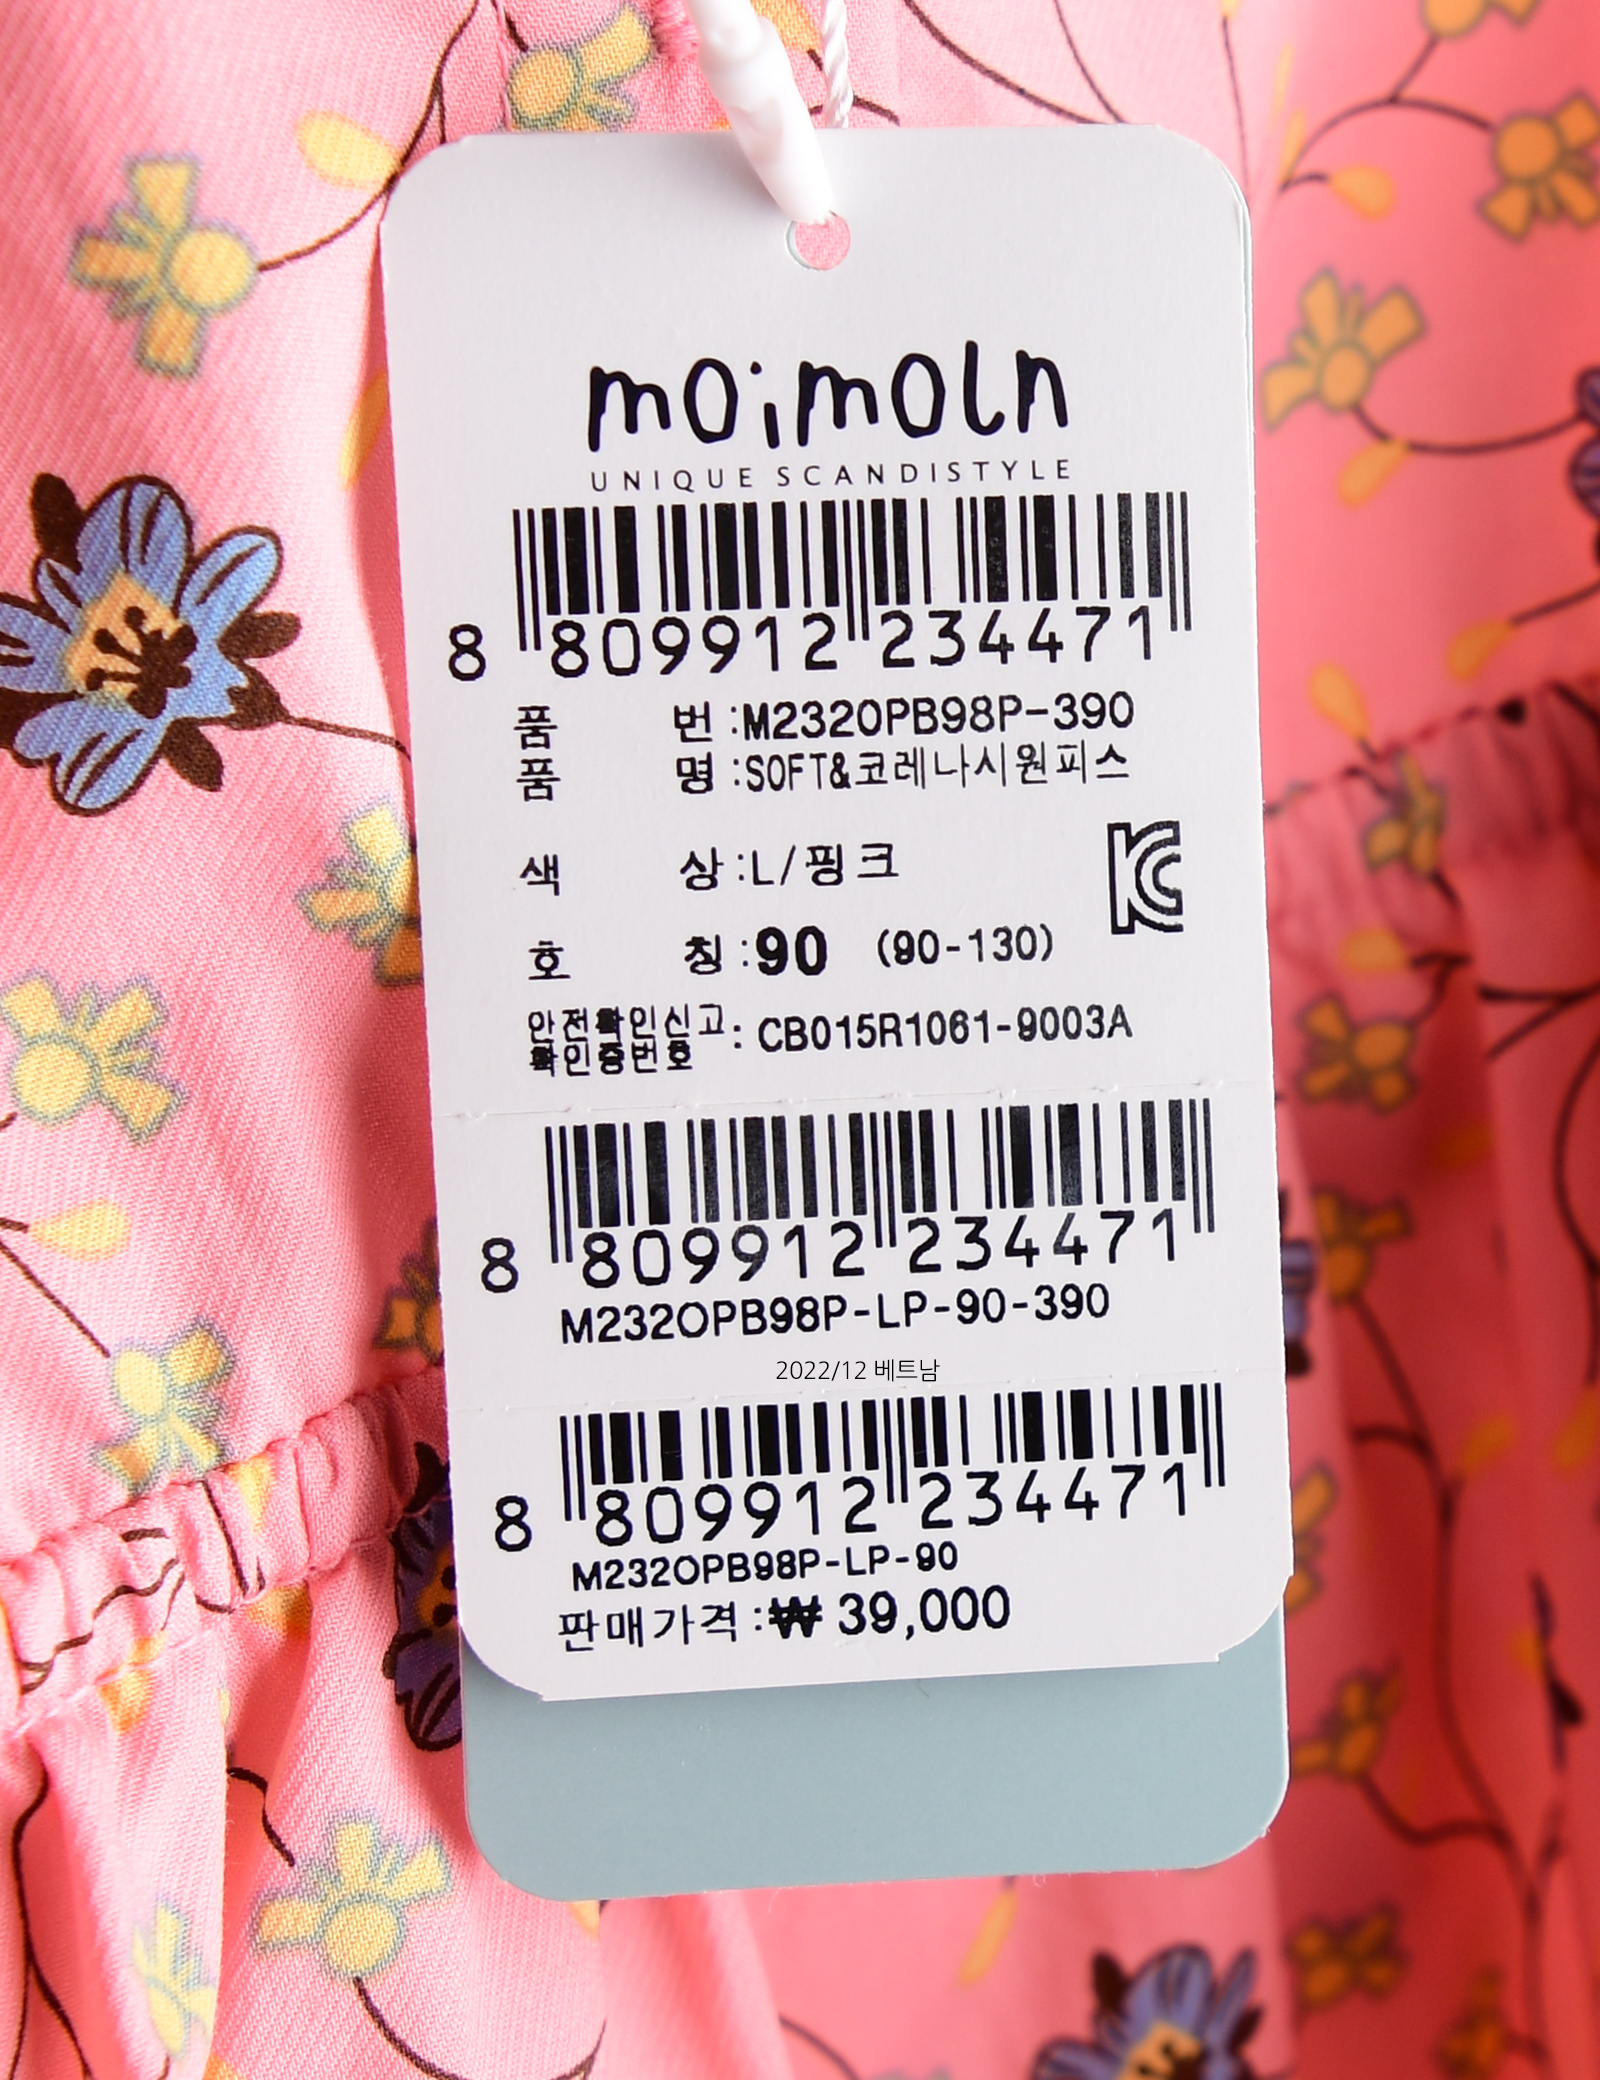 moimoln
UNIQUE SCANDISTYLE
8 809912 234471
품 번 :M232OPB98P-390
품 명 :SOFT&코레나시원피스
색 상 :L/핑크
호 칭 :90 (90-130)
안전확인신고 확인증번호 : CB015R1061-9003A
8 809912 234471
M232OPB98P-LP-90-390
2022/12 베트남
8 809912 234471
M232OPB98P-LP-90
판매가격 :₩ 39,000